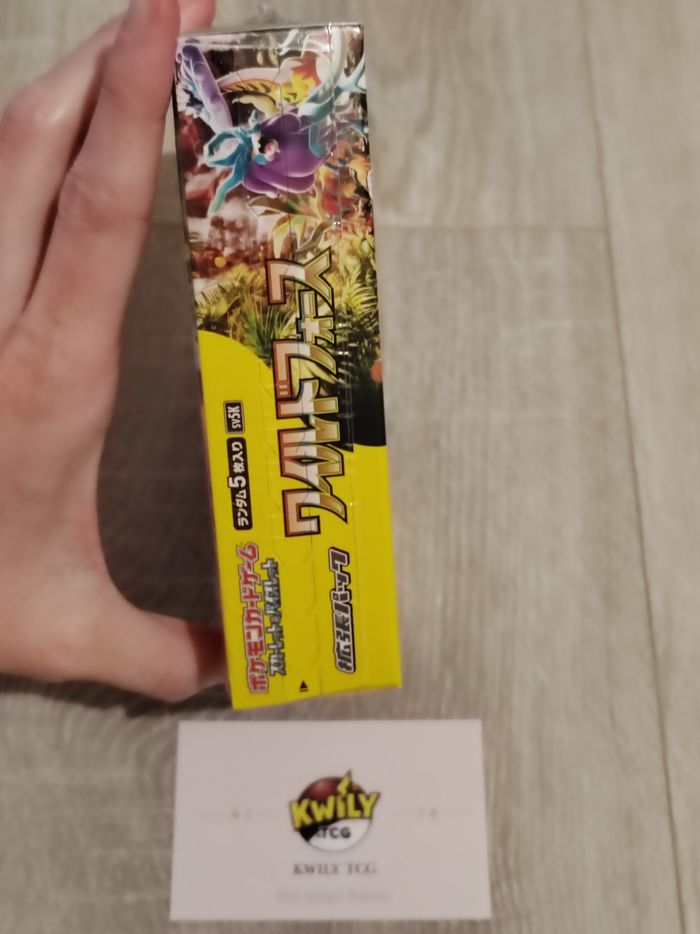 ポケモンカードゲーム
スカーレット&バイオレット
ランダム5枚入り SV5K
ワイルドフォース
拡張パック
KWILY
TCG
KWILY TCG